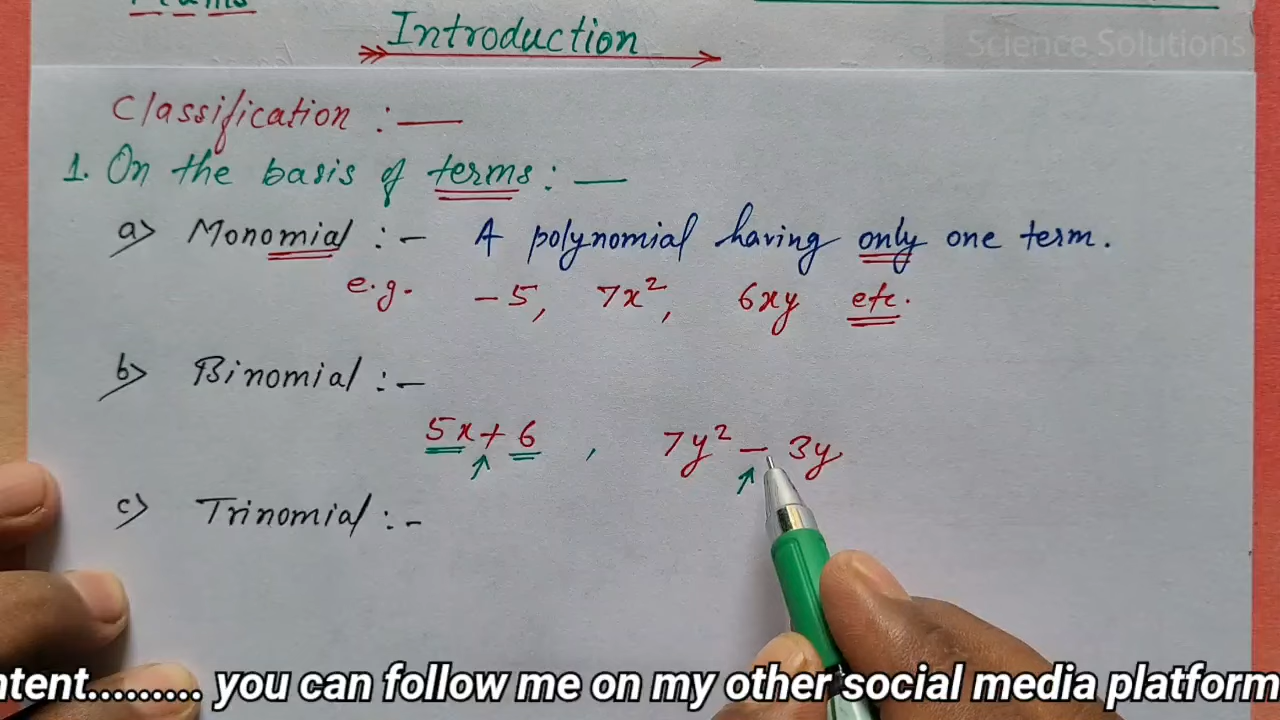 Introduction
Science Solutions
Classification :—
1. On the basis of terms :—
a) Monomial :- A polynomial having only one term.
e.g. -5, 7x², 6xy etc.
b) Binomial :-
5x + 6 , 7y² - 3y
c) Trinomial :-
......... you can follow me on my other social media platform